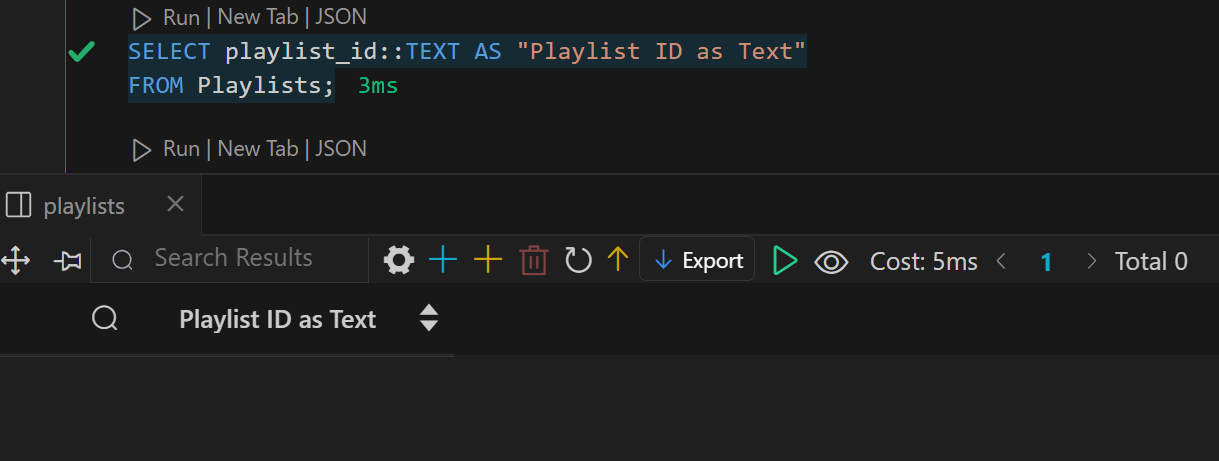 Run | New Tab | JSON
SELECT playlist_id::TEXT AS "Playlist ID as Text"
FROM Playlists; 3ms
Run | New Tab | JSON
playlists
Search Results Export Cost: 5ms 1 Total 0
Playlist ID as Text